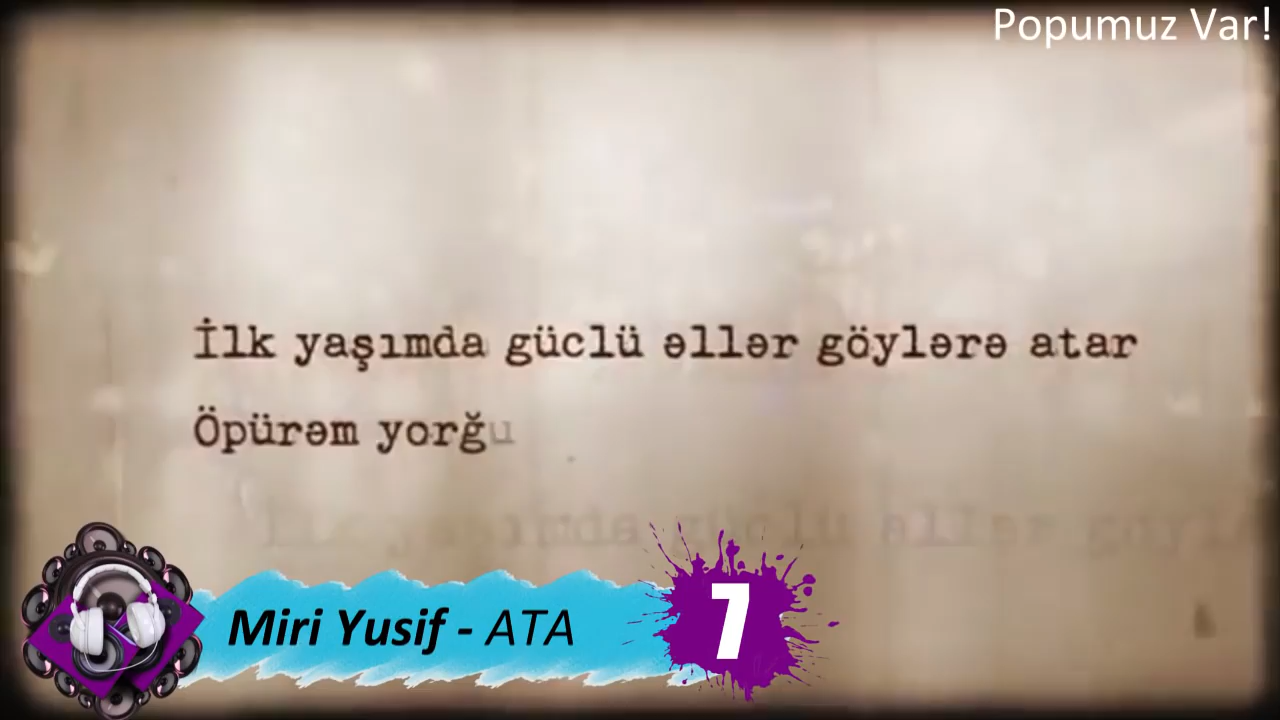 Popumuz Var!
İlk yaşımda güclü əllər göylərə atar
Öpürəm yorğu
Miri Yusif - ATA
7